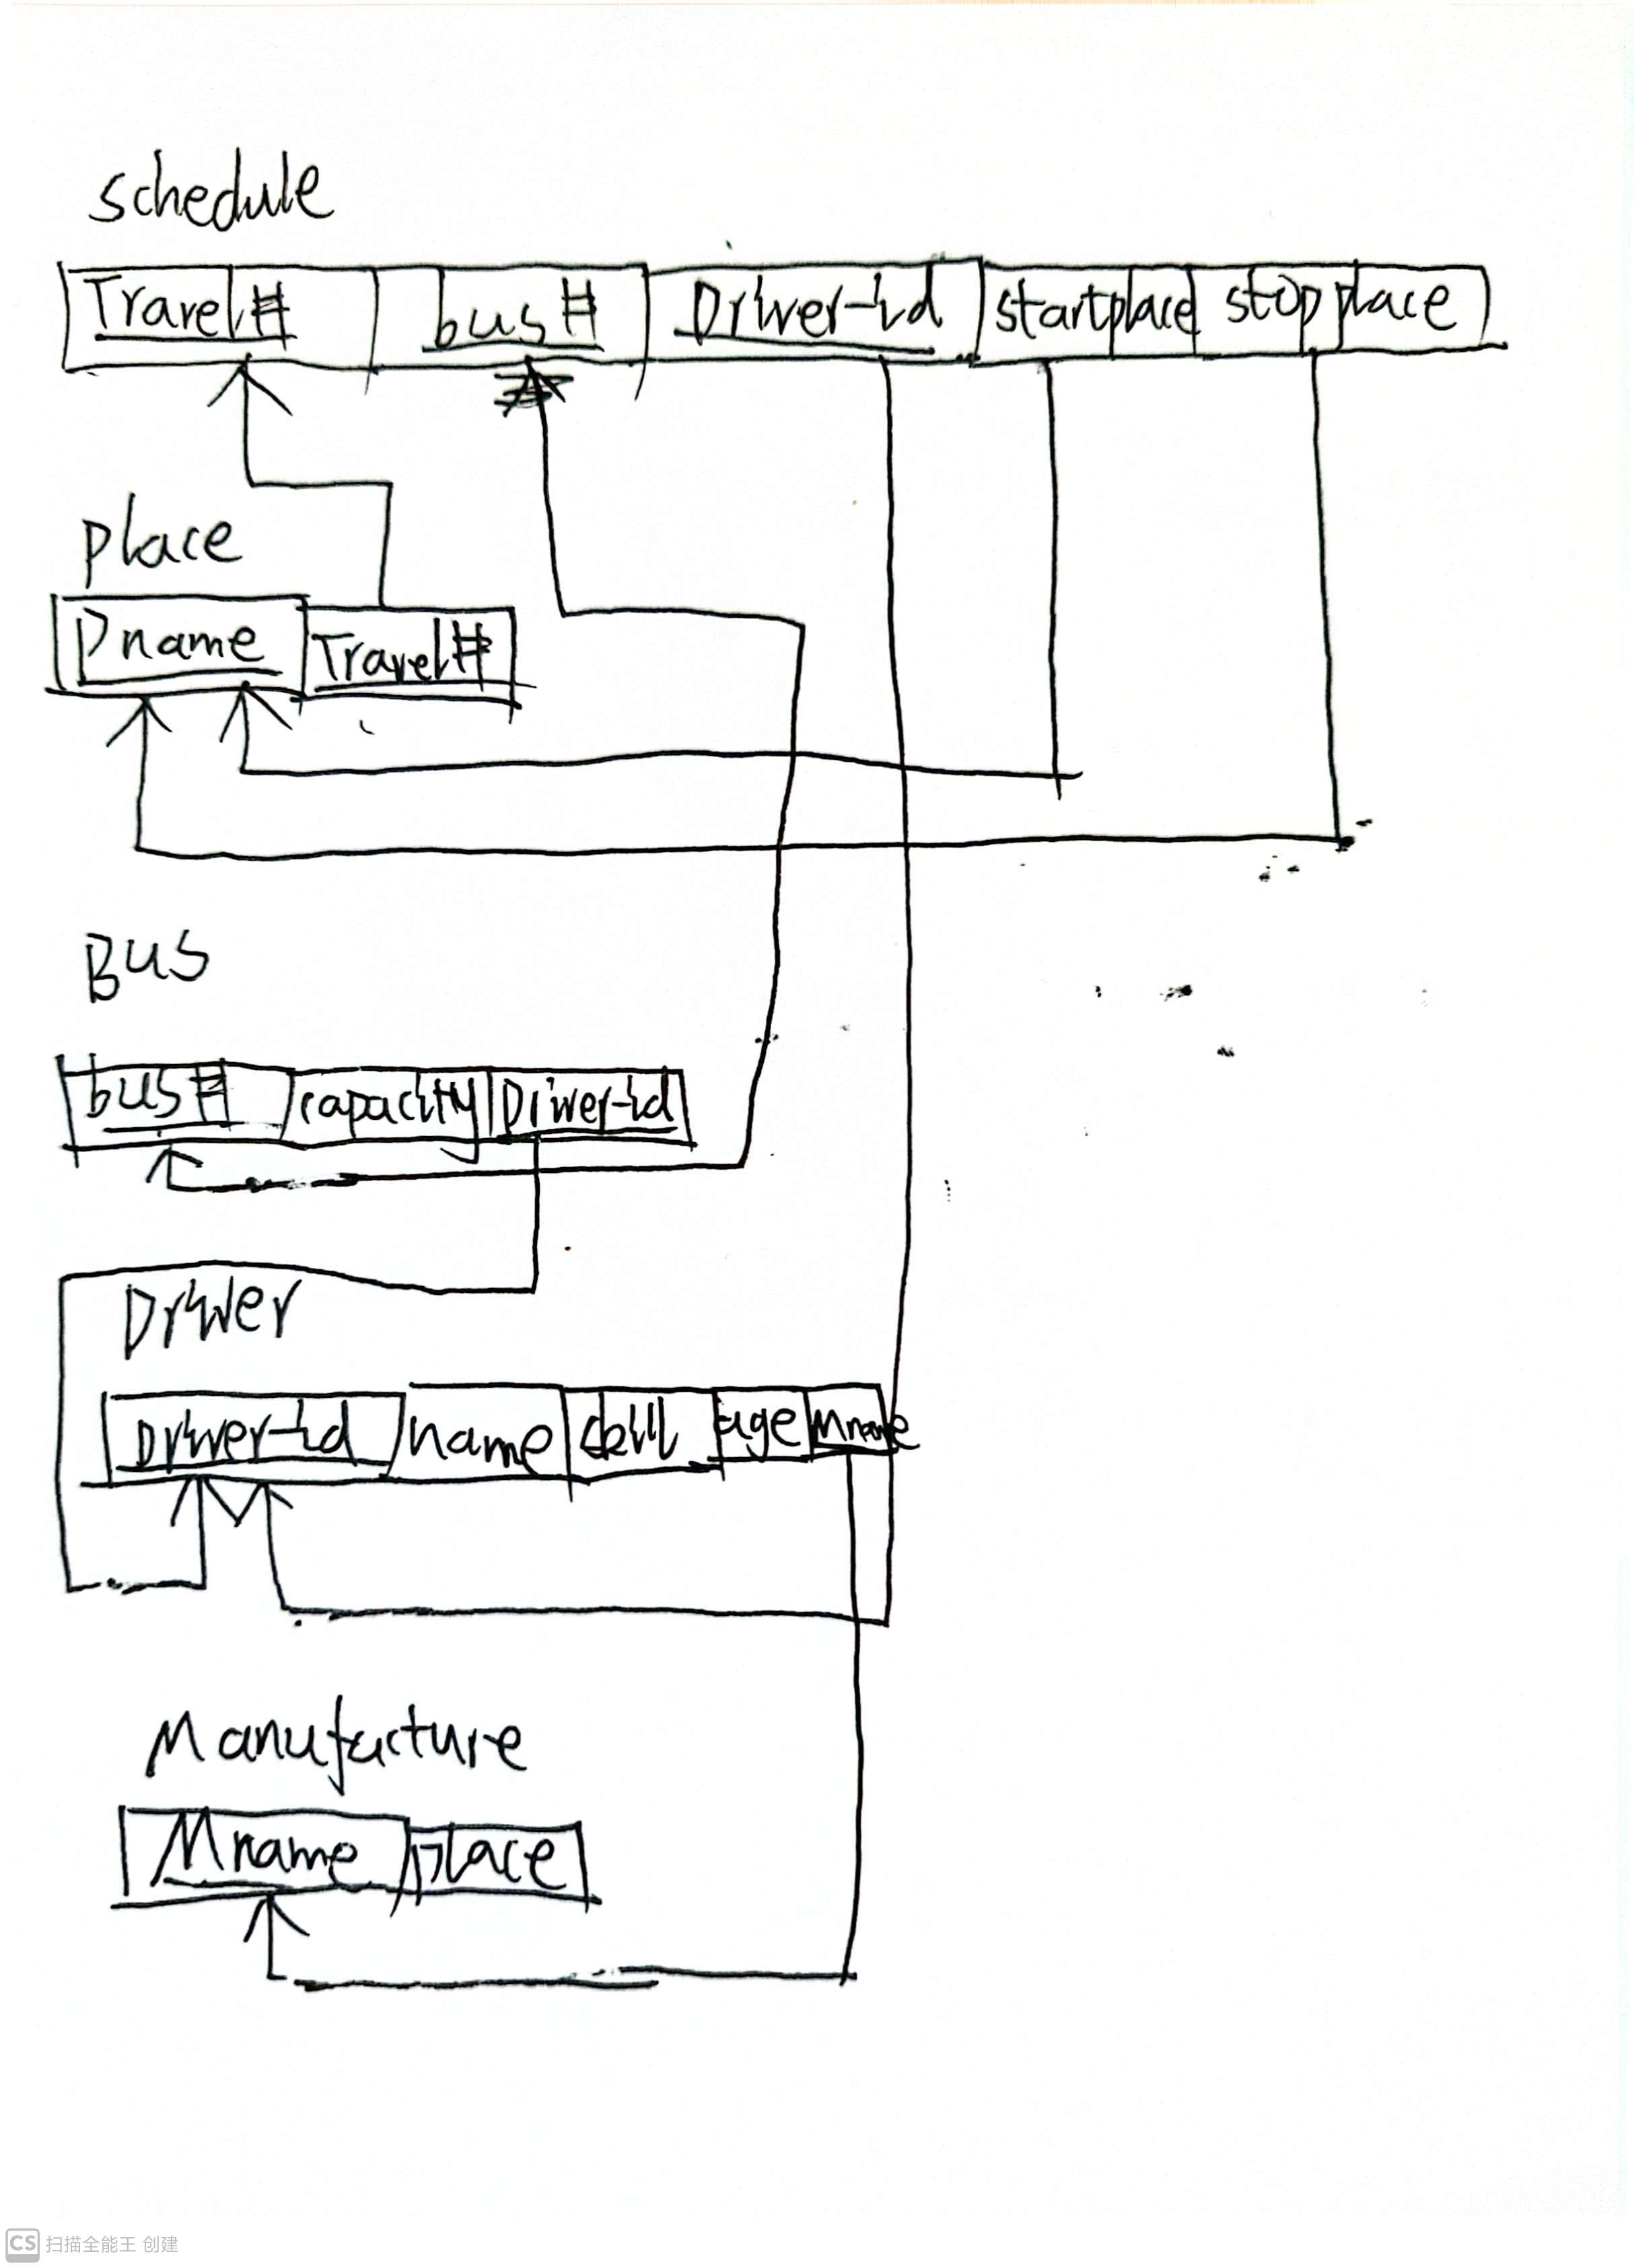 schedule
Travel# bus# Driver-id startplace stop place
place
Pname Travel#
Bus
bus# capacity Driver-id
Driver
Driver-id name age Mname
Manufacture
Mname place
CS 扫描全能王 创建